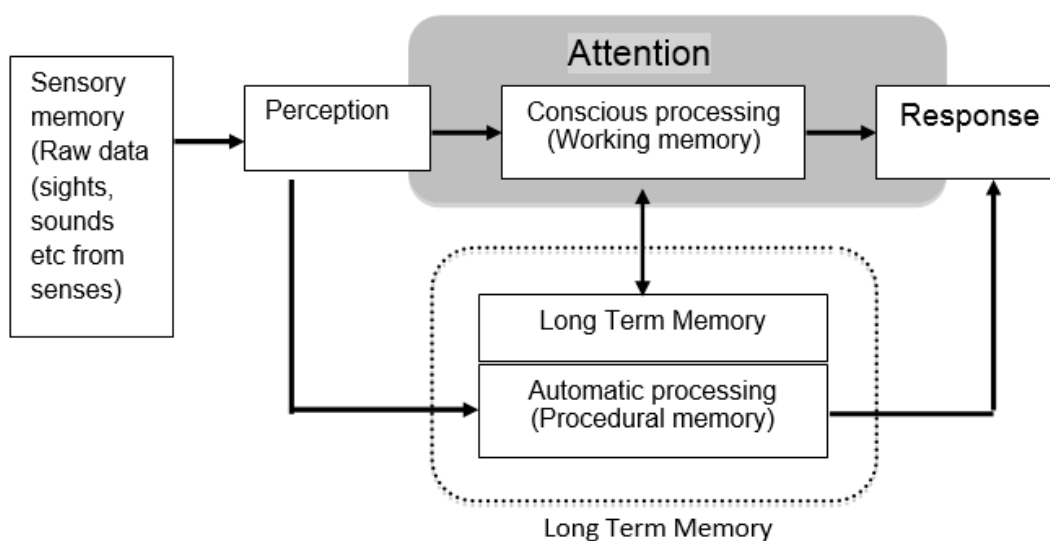 Attention
Sensory
memory
(Raw data
(sights,
sounds
etc from
senses)
Perception
Conscious processing
(Working memory)
Response
Long Term Memory
Automatic processing
(Procedural memory)
Long Term Memory